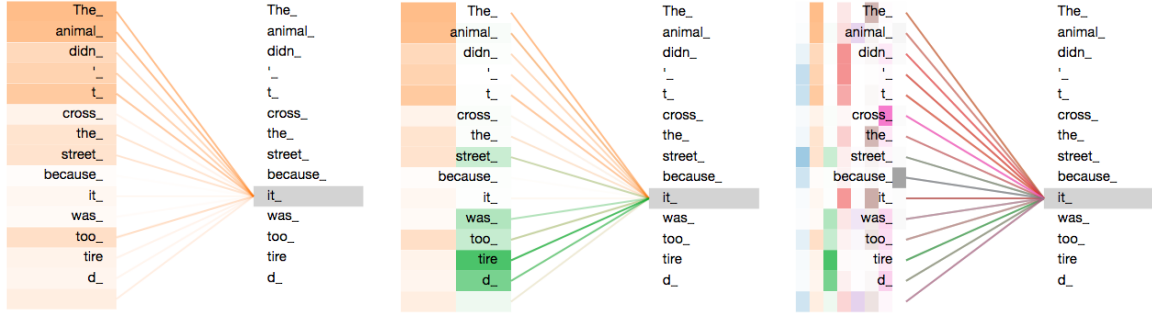 The_ The_ The_ The_ The_ The_
animal_ animal_ animal_ animal_ animal_ animal_
didn_ didn_ didn_ didn_ didn_ didn_
'_ '_ '_ '_ '_ '_
t_ t_ t_ t_ t_ t_
cross_ cross_ cross_ cross_ cross_ cross_
the_ the_ the_ the_ the_ the_
street_ street_ street_ street_ street_ street_
because_ because_ because_ because_ because_ because_
it_ it_ it_ it_ it_ it_
was_ was_ was_ was_ was_ was_
too_ too_ too_ too_ too_ too_
tire tire tire tire tire tire
d_ d_ d_ d_ d_ d_